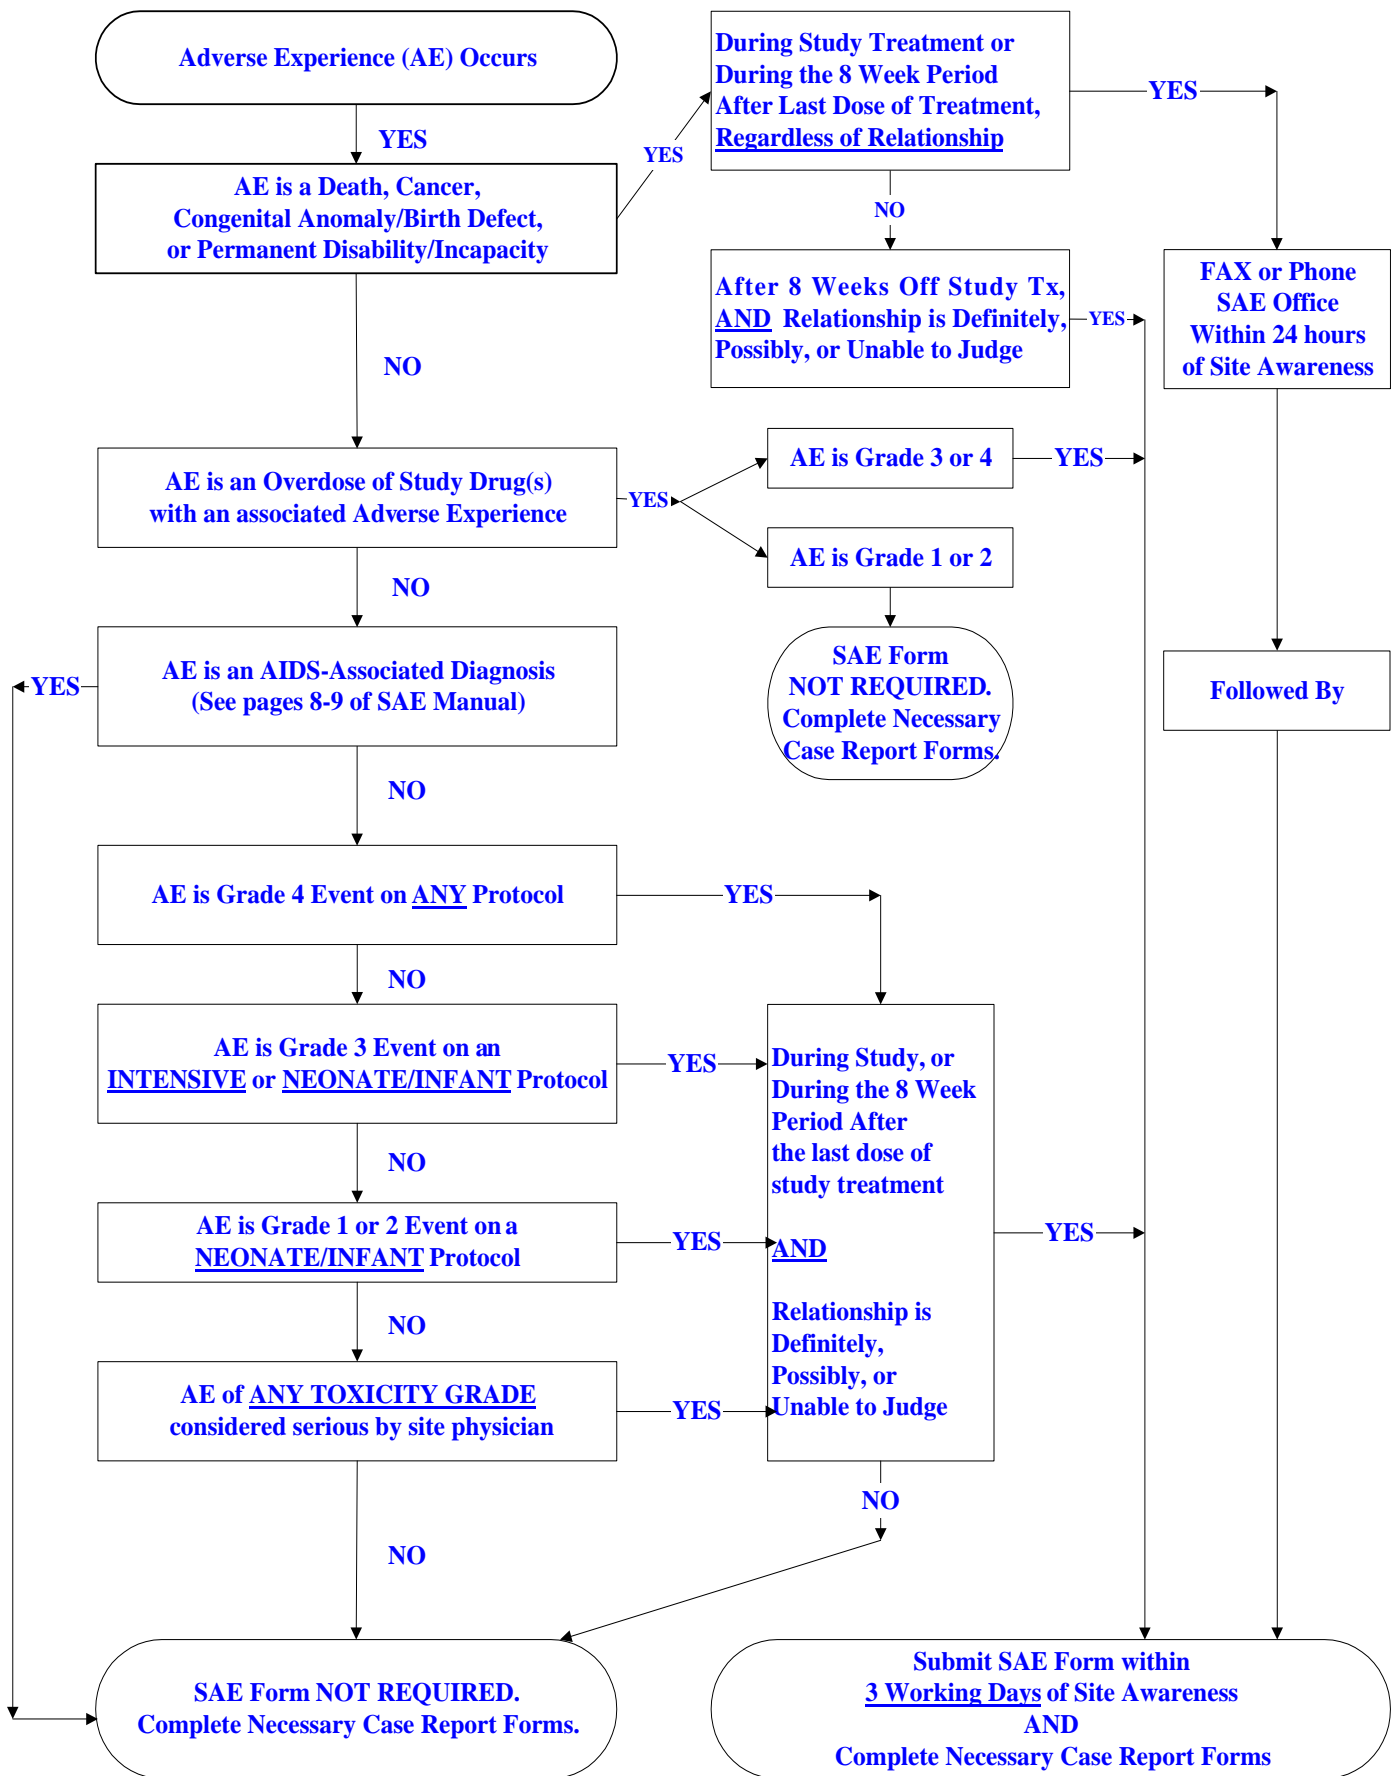 Adverse Experience (AE) Occurs
YES
AE is a Death, Cancer,
Congenital Anomaly/Birth Defect,
or Permanent Disability/Incapacity
YES
During Study Treatment or
During the 8 Week Period
After Last Dose of Treatment,
Regardless of Relationship
YES
NO
After 8 Weeks Off Study Tx,
AND Relationship is Definitely,
Possibly, or Unable to Judge
YES
FAX or Phone
SAE Office
Within 24 hours
of Site Awareness
NO
AE is an Overdose of Study Drug(s)
with an associated Adverse Experience
YES
AE is Grade 3 or 4
YES
AE is Grade 1 or 2
SAE Form
NOT REQUIRED.
Complete Necessary
Case Report Forms.
Followed By
NO
AE is an AIDS-Associated Diagnosis
(See pages 8-9 of SAE Manual)
YES
NO
AE is Grade 4 Event on ANY Protocol
YES
NO
AE is Grade 3 Event on an
INTENSIVE or NEONATE/INFANT Protocol
YES
During Study, or
During the 8 Week
Period After
the last dose of
study treatment
AND
Relationship is
Definitely,
Possibly, or
Unable to Judge
YES
NO
NO
AE is Grade 1 or 2 Event on a
NEONATE/INFANT Protocol
YES
NO
AE of ANY TOXICITY GRADE
considered serious by site physician
YES
NO
SAE Form NOT REQUIRED.
Complete Necessary Case Report Forms.
Submit SAE Form within
3 Working Days of Site Awareness
AND
Complete Necessary Case Report Forms